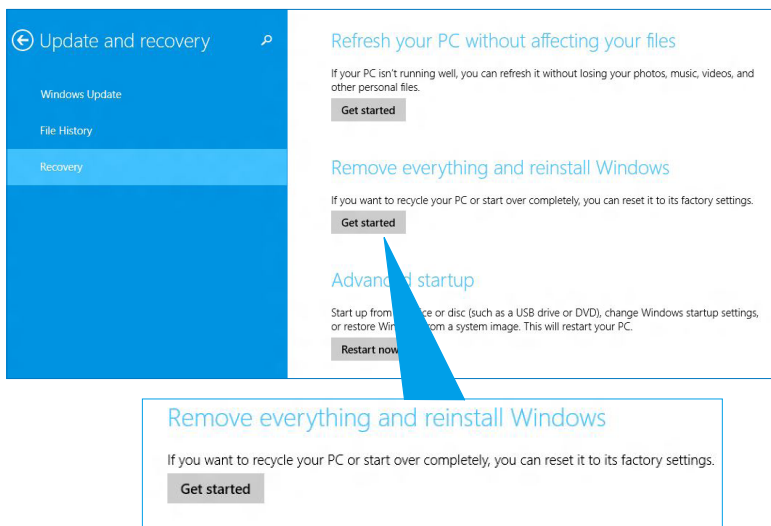 Update and recovery
Windows Update
File History
Recovery
Refresh your PC without affecting your files
If your PC isn't running well, you can refresh it without losing your photos, music, videos, and
other personal files.
Get started
Remove everything and reinstall Windows
If you want to recycle your PC or start over completely, you can reset it to its factory settings.
Get started
Advanced startup
Start up from or disc (such as a USB drive or DVD), change Windows startup settings,
or restore from a system image. This will restart your PC.
Restart now
Remove everything and reinstall Windows
If you want to recycle your PC or start over completely, you can reset it to its factory settings.
Get started